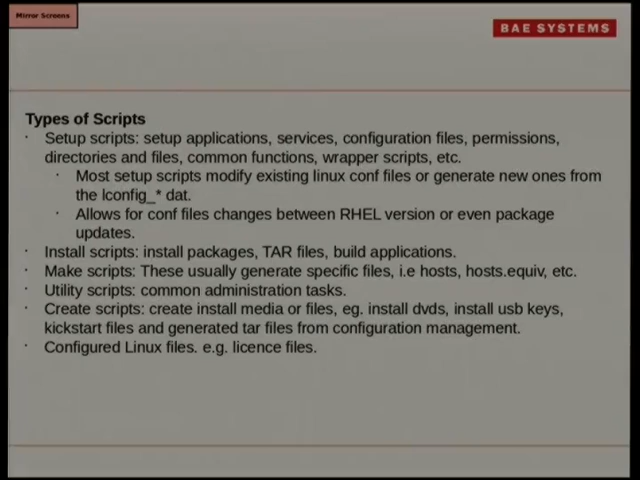 Mirror Screens
BAE SYSTEMS
Types of Scripts
· Setup scripts: setup applications, services, configuration files, permissions,
directories and files, common functions, wrapper scripts, etc.
· Most setup scripts modify existing linux conf files or generate new ones from
the lconfig_* dat.
· Allows for conf files changes between RHEL version or even package
updates.
· Install scripts: install packages, TAR files, build applications.
· Make scripts: These usually generate specific files, i.e hosts, hosts.equiv, etc.
· Utility scripts: common administration tasks.
· Create scripts: create install media or files, eg. install dvds, install usb keys,
kickstart files and generated tar files from configuration management.
· Configured Linux files. e.g. licence files.